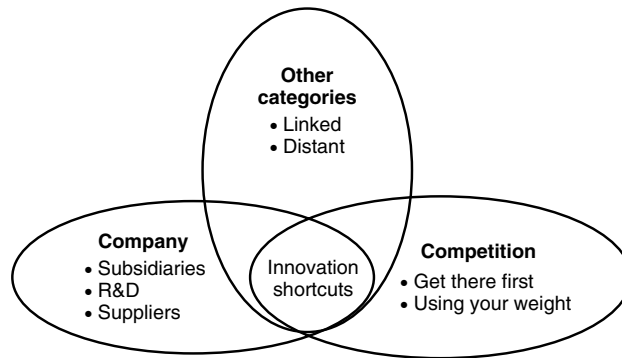 Other
categories
• Linked
• Distant
Company
• Subsidiaries
• R&D
• Suppliers
Innovation
shortcuts
Competition
• Get there first
• Using your weight